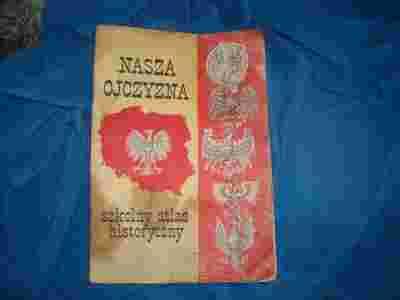 NASZA
OJCZYZNA
szkolny atlas
historyczny